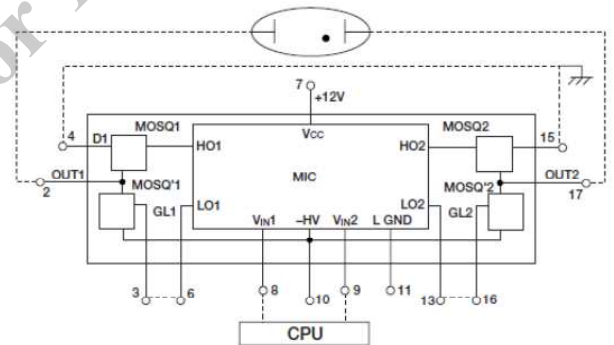 or
7
+12V
4
D1
MOSQ1
Vcc
MOSQ2
15
HO1
HO2
MIC
OUT1
2
MOSQ'1
MOSQ'2
OUT2
17
GL1
LO1
LO2
GL2
VIN1
–HV
VIN2
L GND
3
6
8
10
9
11
13
16
CPU